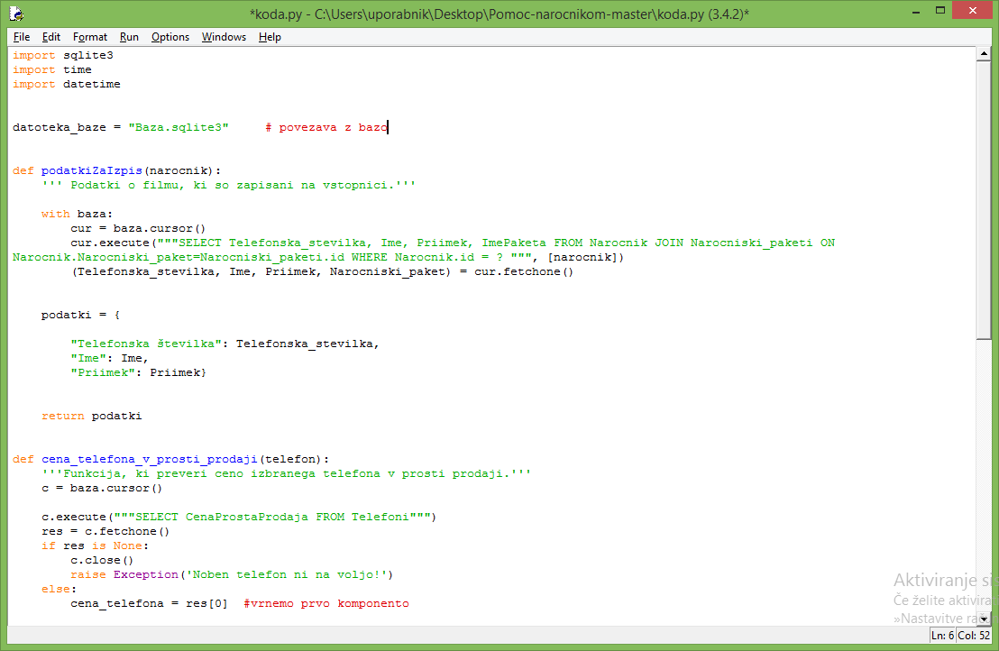 *koda.py - C:\Users\uporabnik\Desktop\Pomoc-narocnikom-master\koda.py (3.4.2)*
File Edit Format Run Options Windows Help
import sqlite3
import time
import datetime
datoteka_baze = "Baza.sqlite3"     # povezava z bazo
def podatkiZaIzpis(narocnik):
    ''' Podatki o filmu, ki so zapisani na vstopnici.'''
    with baza:
        cur = baza.cursor()
        cur.execute("""SELECT Telefonska_stevilka, Ime, Priimek, ImePaketa FROM Narocnik JOIN Narocniski_paketi ON
Narocnik.Narocniski_paket=Narocniski_paketi.id WHERE Narocnik.id = ? """, [narocnik])
        (Telefonska_stevilka, Ime, Priimek, Narocniski_paket) = cur.fetchone()
    podatki = {
        "Telefonska številka": Telefonska_stevilka,
        "Ime": Ime,
        "Priimek": Priimek}
    return podatki
def cena_telefona_v_prosti_prodaji(telefon):
    '''Funkcija, ki preveri ceno izbranega telefona v prosti prodaji.'''
    c = baza.cursor()
    c.execute("""SELECT CenaProstaProdaja FROM Telefoni""")
    res = c.fetchone()
    if res is None:
        c.close()
        raise Exception('Noben telefon ni na voljo!')
    else:
        cena_telefona = res[0]  #vrnemo prvo komponento
Aktiviranje
Če želite
»Nastavitve
Ln: 6 Col: 52